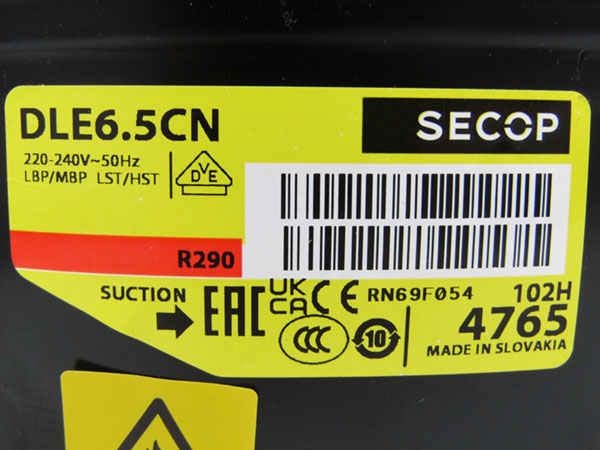 DLE6.5CN
SECOP
220-240V~50Hz
LBP/MBP LST/HST
DVE
R290
SUCTION
EAC
UK
CA
CE
RN69F054
102H
4765
CCC
10
MADE IN SLOVAKIA